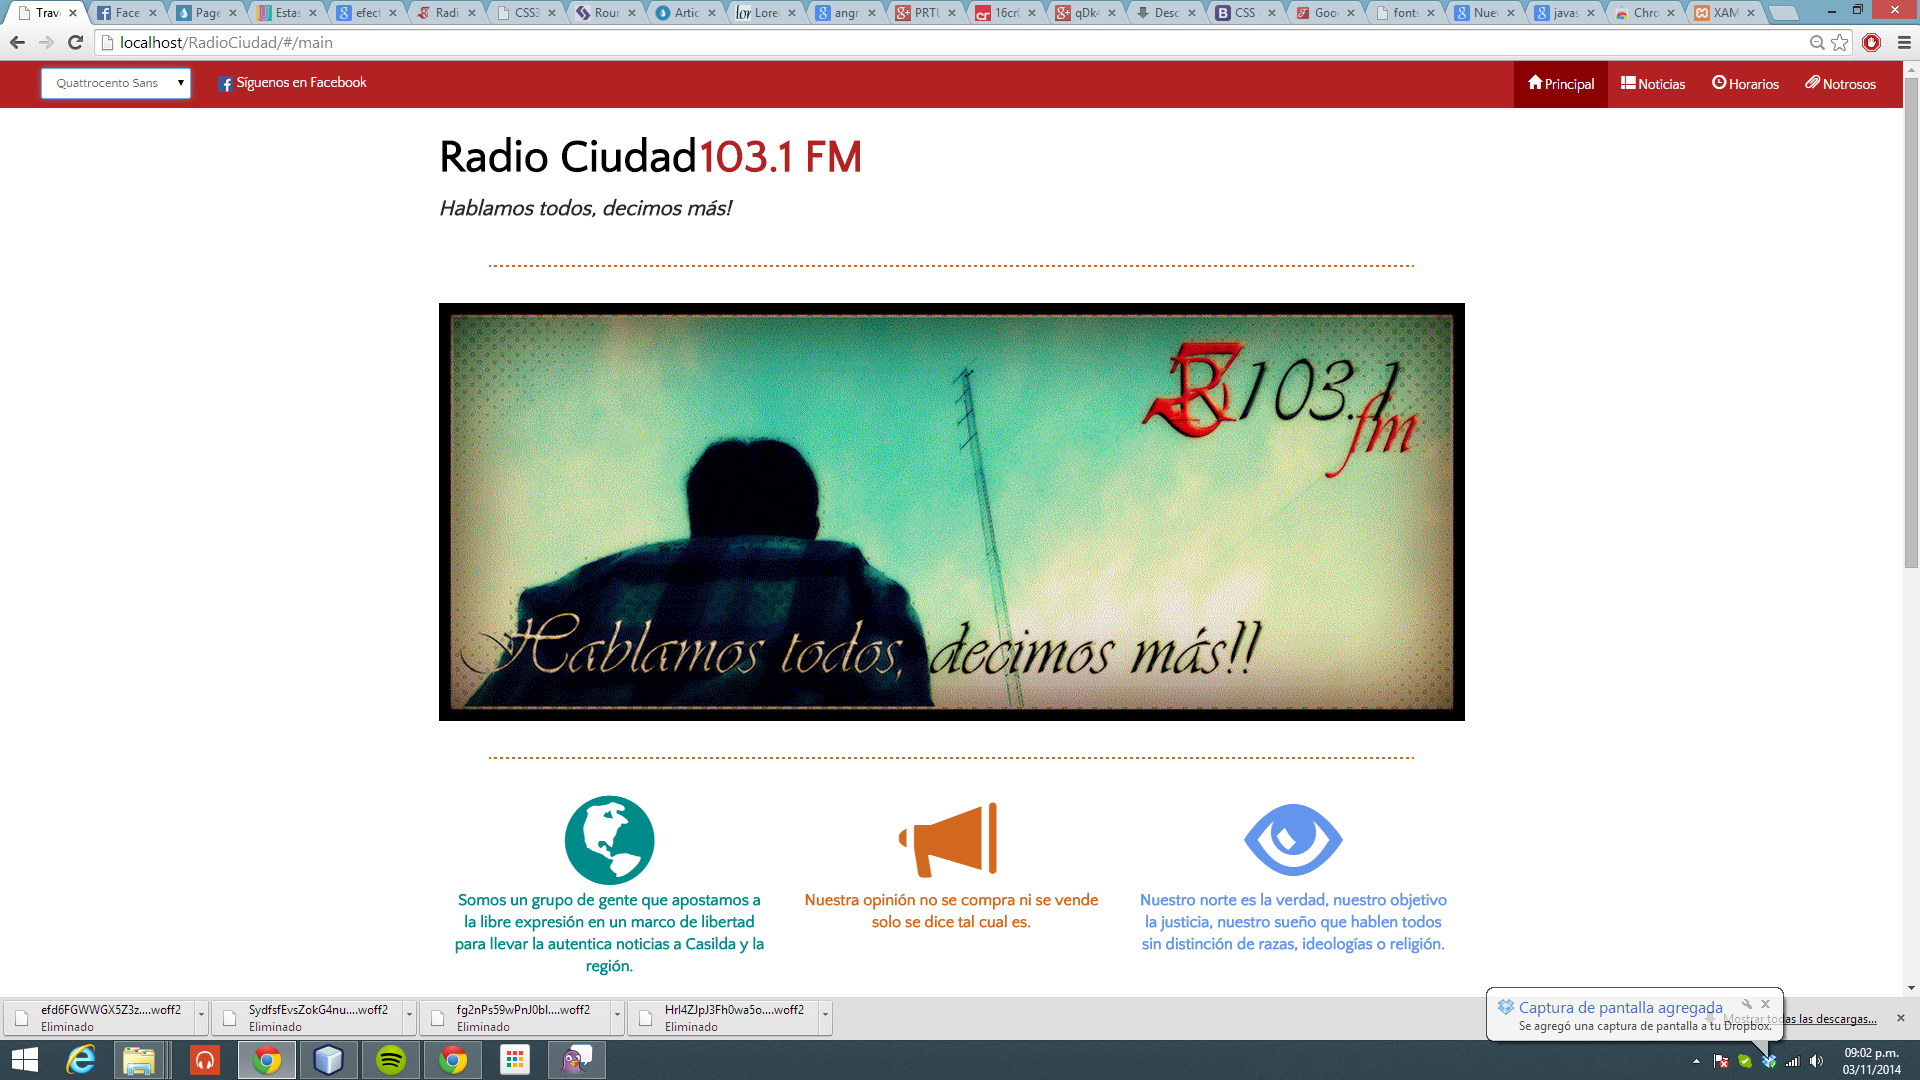 Trav
Face
Page
Estas
efect
Radi
CSS3
Rour
Artic
Lore
angr
PRTU
16cr
qDk4
Desc
CSS
Goo
fonts
Nue
javas
Chro
XAM
localhost/RadioCiudad/#/main
Quattrocento Sans
Síguenos en Facebook
Principal
Noticias
Horarios
Notrosos
Radio Ciudad103.1 FM
Hablamos todos, decimos más!
R 103.1
fm
Hablamos todos, decimos más!!
Somos un grupo de gente que apostamos a
la libre expresión en un marco de libertad
para llevar la autentica noticias a Casilda y la
región.
Nuestra opinión no se compra ni se vende
solo se dice tal cual es.
Nuestro norte es la verdad, nuestro objetivo
la justicia, nuestro sueño que hablen todos
sin distinción de razas, ideologías o religión.
efd6FGWWGX5Z3z....woff2
Eliminado
SydfsfEvsZokG4nu....woff2
Eliminado
fg2nPs59wPnJ0bl....woff2
Eliminado
Hrl4ZJpJ3Fh0wa5o....woff2
Eliminado
Captura de pantalla agregada
Se agregó una captura de pantalla a tu Dropbox.
Mostrar todas las descargas...
09:02 p.m.
03/11/2014